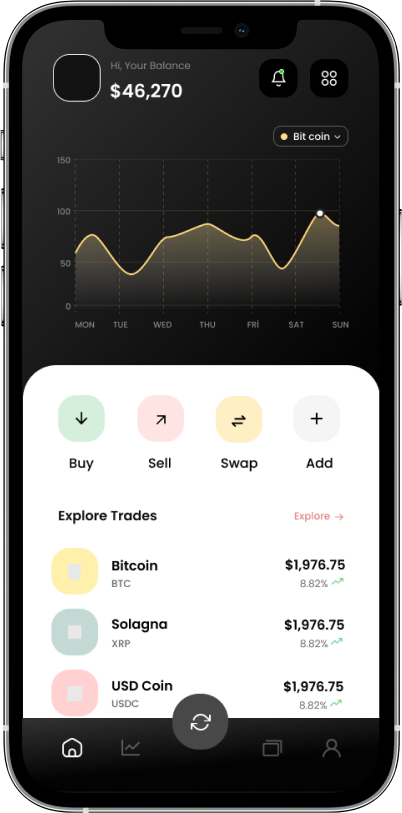 Hi, Your Balance
$46,270
Bit coin
150
100
50
0
MON TUE WED THU FRİ SAT SUN
Buy Sell Swap Add
Explore Trades Explore →
Bitcoin $1,976.75
BTC 8.82%
Solagna $1,976.75
XRP 8.82%
USD Coin $1,976.75
USDC 8.82%